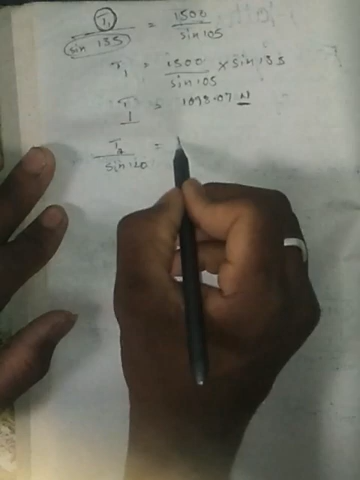 T₁ / sin 135 = 1500 / sin 105
T₁ = 1500 / sin 105 × sin 135
T₁ = 1098.07 N
T₂ / sin 120 =